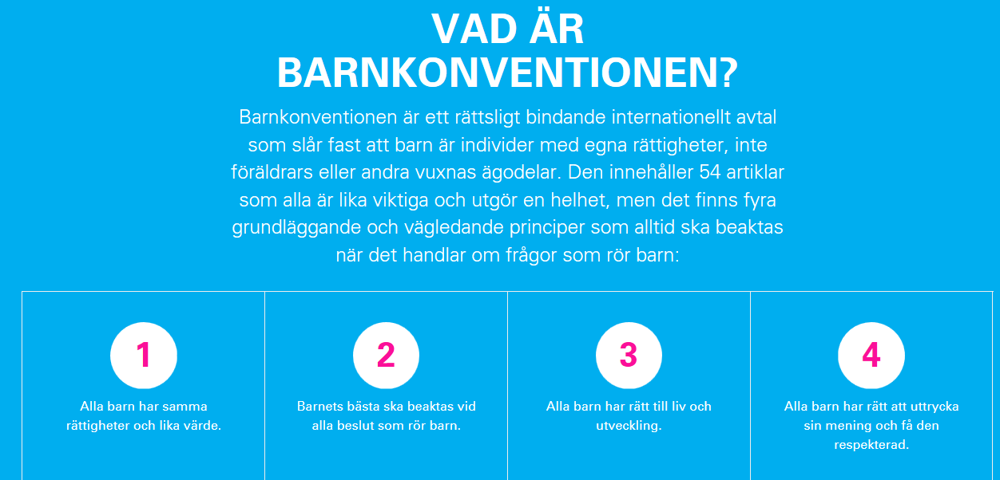 VAD ÄR
BARNKONVENTIONEN?
Barnkonventionen är ett rättsligt bindande internationellt avtal
som slår fast att barn är individer med egna rättigheter, inte
föräldrars eller andra vuxnas ägodelar. Den innehåller 54 artiklar
som alla är lika viktiga och utgör en helhet, men det finns fyra
grundläggande och vägledande principer som alltid ska beaktas
när det handlar om frågor som rör barn:
1
Alla barn har samma
rättigheter och lika värde.
2
Barnets bästa ska beaktas vid
alla beslut som rör barn.
3
Alla barn har rätt till liv och
utveckling.
4
Alla barn har rätt att uttrycka
sin mening och få den
respekterad.